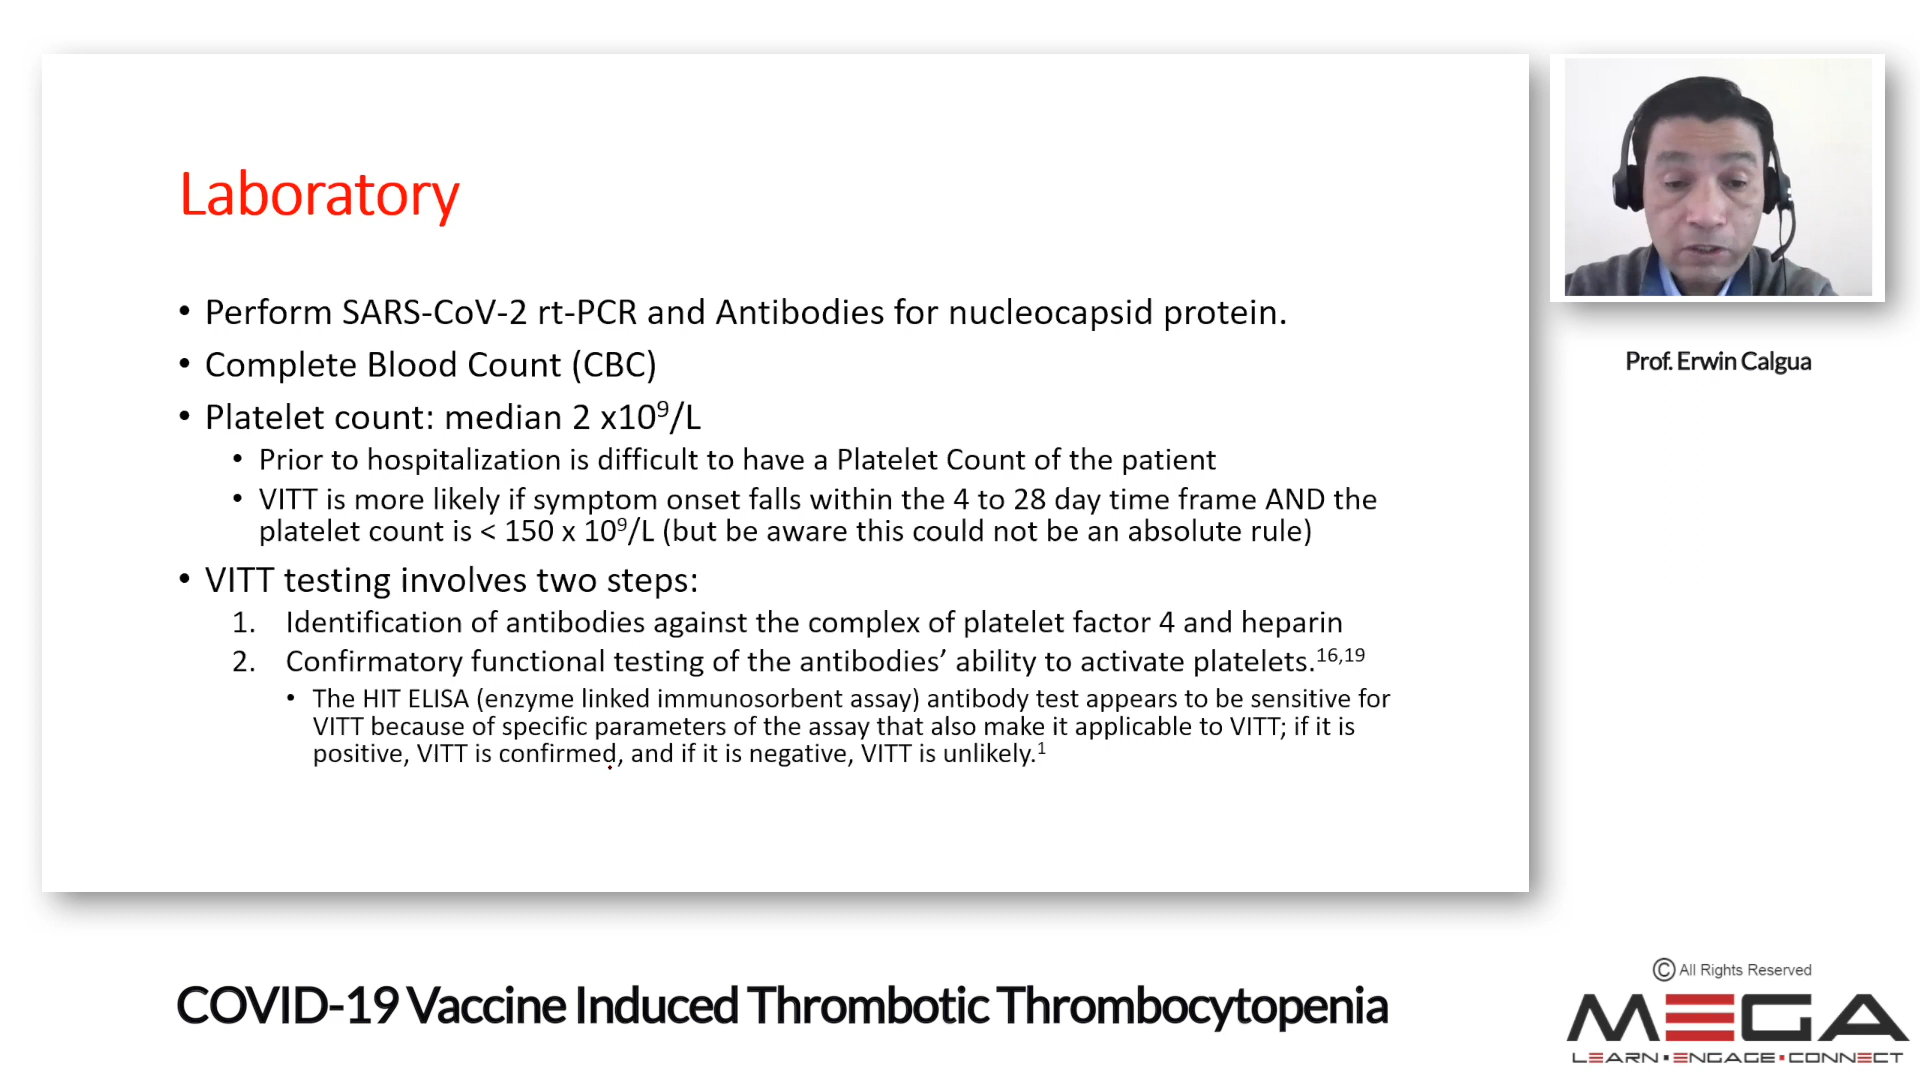 Laboratory
• Perform SARS-CoV-2 rt-PCR and Antibodies for nucleocapsid protein.
• Complete Blood Count (CBC)
• Platelet count: median 2 x10⁹/L
• Prior to hospitalization is difficult to have a Platelet Count of the patient
• VITT is more likely if symptom onset falls within the 4 to 28 day time frame AND the
platelet count is < 150 x 10⁹/L (but be aware this could not be an absolute rule)
• VITT testing involves two steps:
1. Identification of antibodies against the complex of platelet factor 4 and heparin
2. Confirmatory functional testing of the antibodies’ ability to activate platelets.¹⁶,¹⁹
• The HIT ELISA (enzyme linked immunosorbent assay) antibody test appears to be sensitive for
VITT because of specific parameters of the assay that also make it applicable to VITT; if it is
positive, VITT is confirmed, and if it is negative, VITT is unlikely.¹
Prof. Erwin Calgua
COVID-19 Vaccine Induced Thrombotic Thrombocytopenia
© All Rights Reserved
MEGA
LEARN ▪ ENGAGE ▪ CONNECT